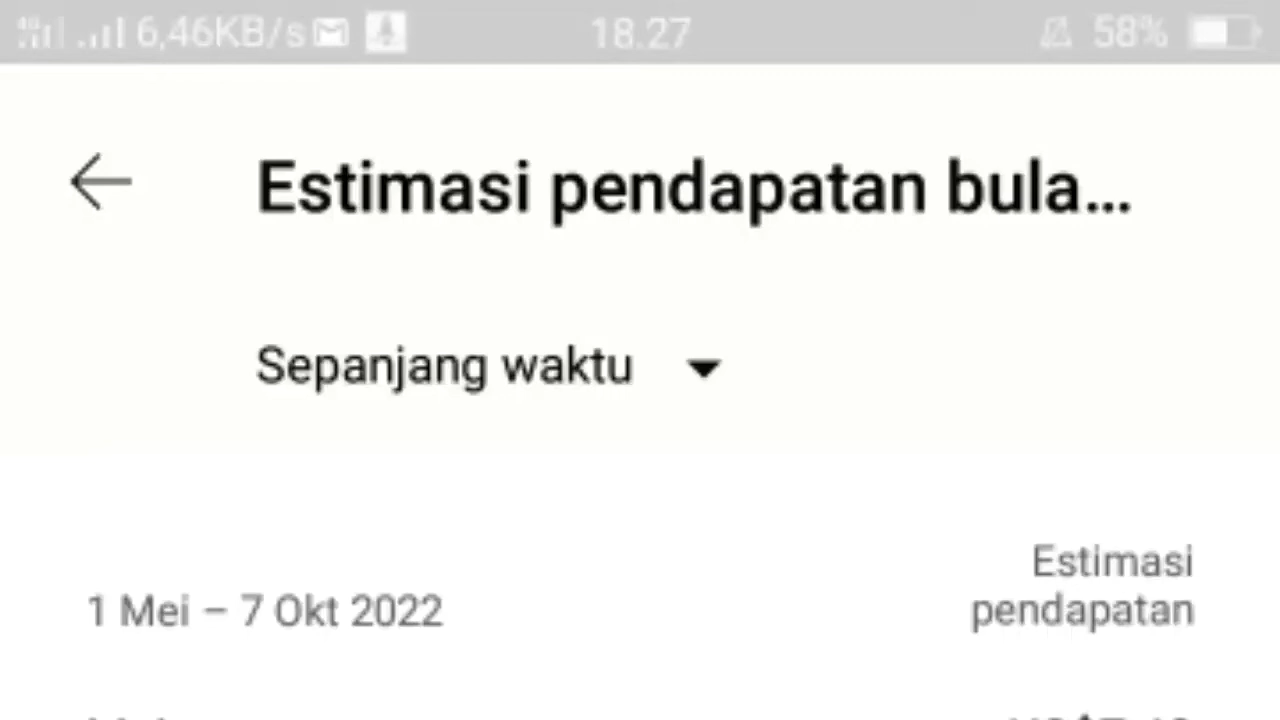 6,46KB/s 18.27 58%
Estimasi pendapatan bula...
Sepanjang waktu
Estimasi
1 Mei – 7 Okt 2022 pendapatan